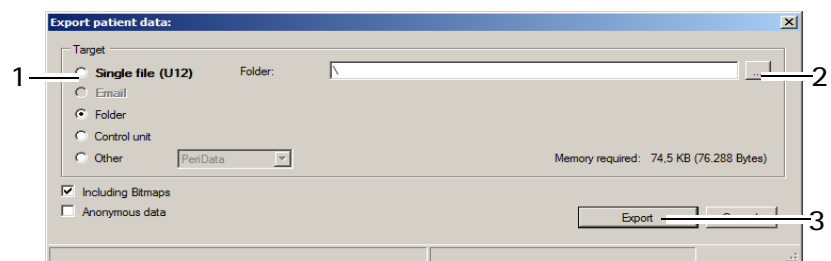 Export patient data:
Target
1 Single file (U12) Folder: \ ... 2
Email
Folder
Control unit
Other PeriData Memory required: 74,5 KB (76.288 Bytes)
Including Bitmaps
Anonymous data
Export 3